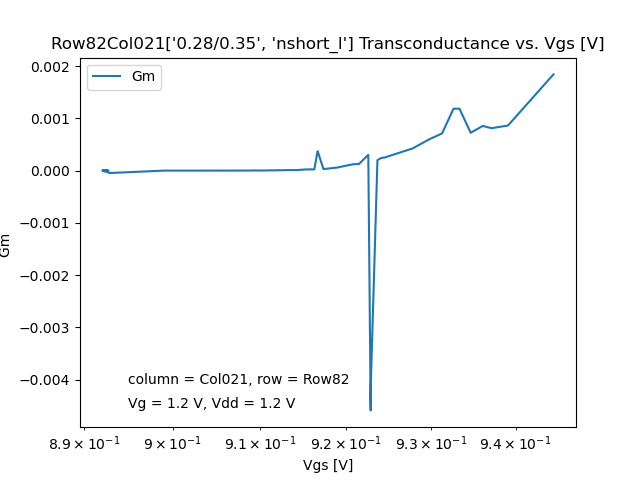 Row82Col021['0.28/0.35', 'nshort_l'] Transconductance vs. Vgs [V]
Gm
0.002
0.001
0.000
−0.001
−0.002
−0.003
−0.004
Gm
column = Col021, row = Row82
Vg = 1.2 V, Vdd = 1.2 V
8.9 × 10⁻¹ 9 × 10⁻¹ 9.1 × 10⁻¹ 9.2 × 10⁻¹ 9.3 × 10⁻¹ 9.4 × 10⁻¹
Vgs [V]